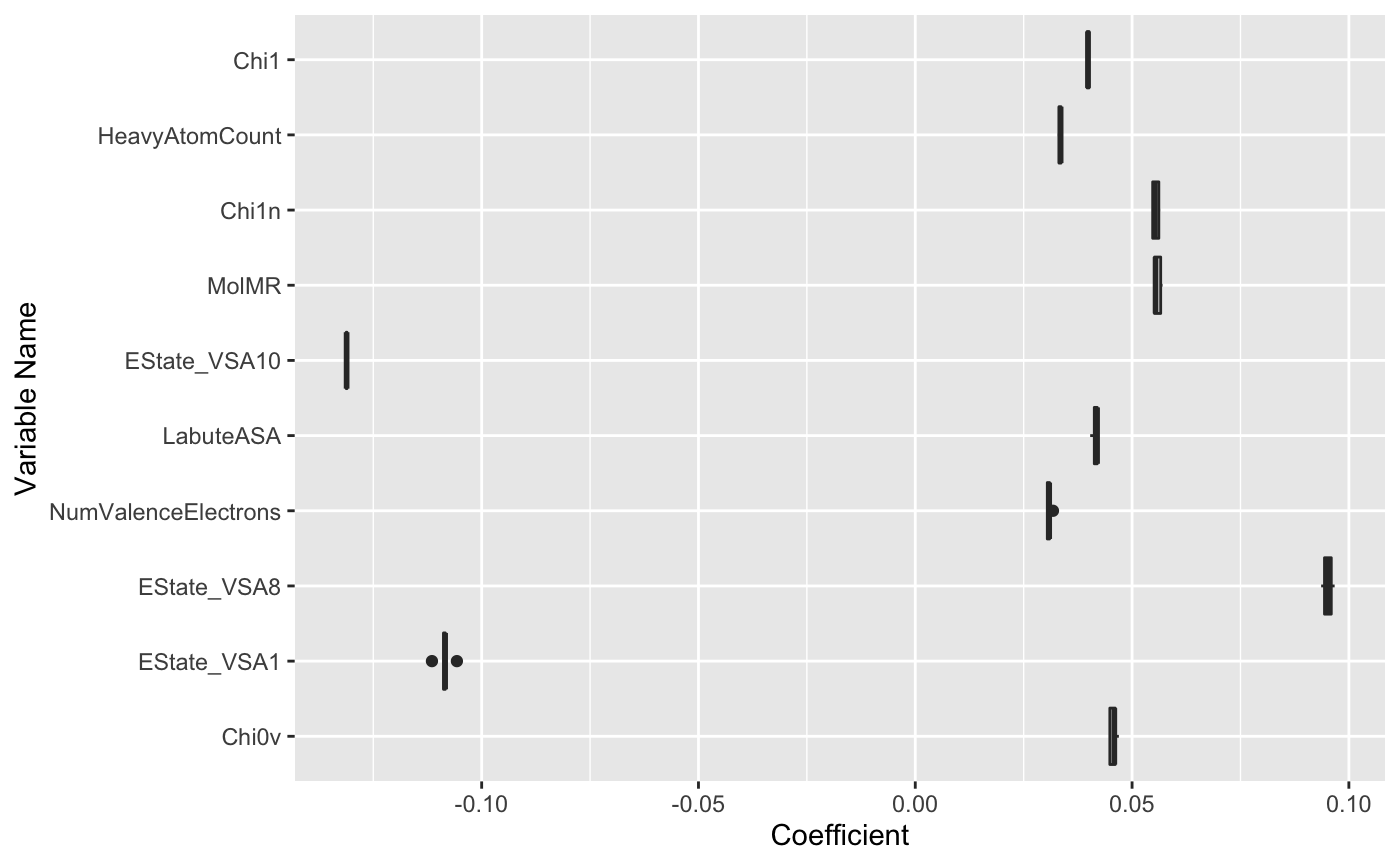 Chi1
HeavyAtomCount
Chi1n
MolMR
EState_VSA10
LabuteASA
NumValenceElectrons
EState_VSA8
EState_VSA1
Chi0v
Variable Name
-0.10 -0.05 0.00 0.05 0.10
Coefficient